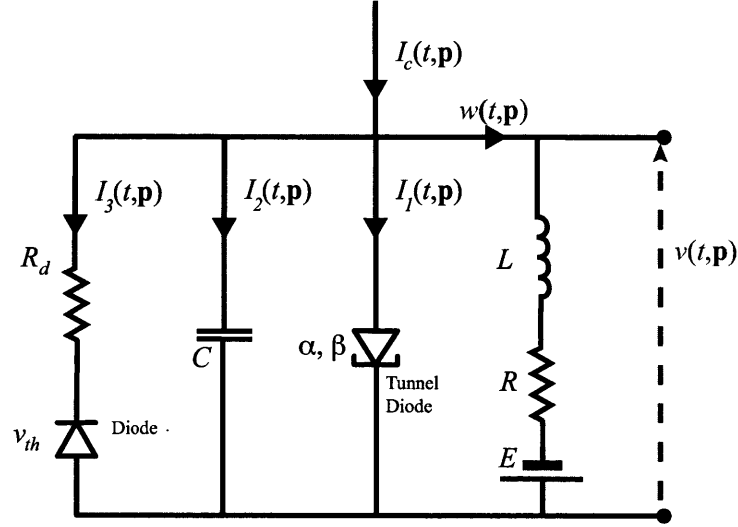 I_c(t,p)
w(t,p)
I_3(t,p)
I_2(t,p)
I_1(t,p)
R_d
L
v(t,p)
C
α, β
Tunnel
Diode
R
v_th
Diode
E